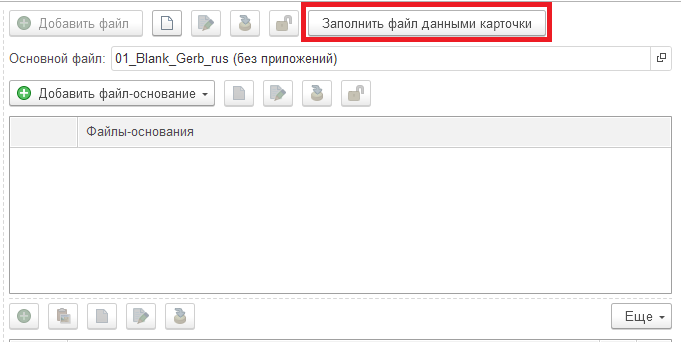 Добавить файл Заполнить файл данными карточки
Основной файл: 01_Blank_Gerb_rus (без приложений)
Добавить файл-основание
Файлы-основания
Еще